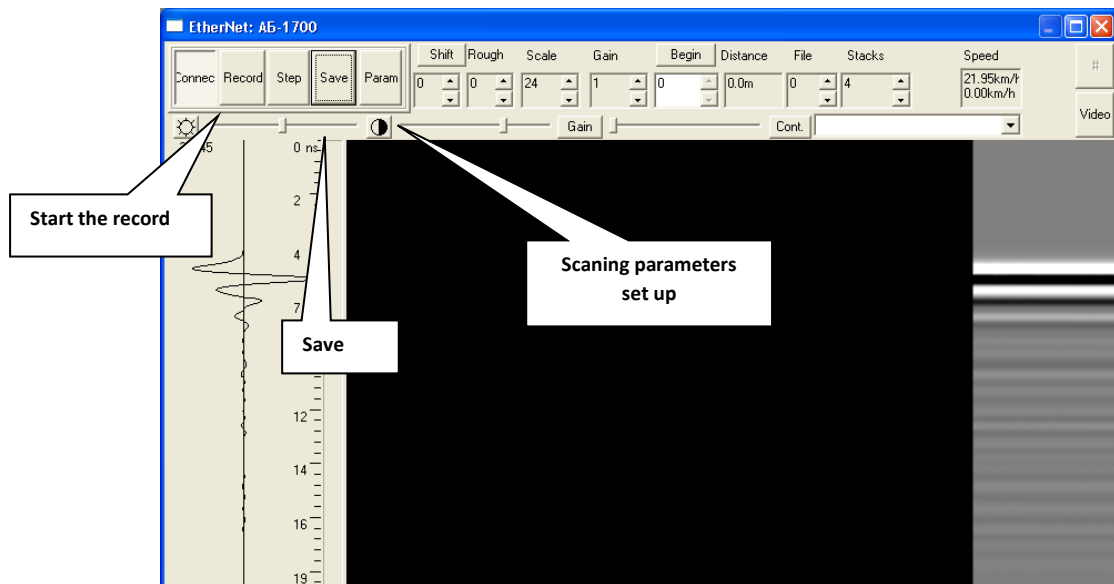 EtherNet: АБ-1700
Connec Record Step Save Param
Shift Rough Scale Gain Begin Distance File Stacks Speed
0 0 24 1 0 0.0m 0 4 21.95km/h
0.00km/h
#
Video
Gain Cont.
0 ns
2
4
7
12
14
16
19
Start the record
Save
Scaning parameters
set up